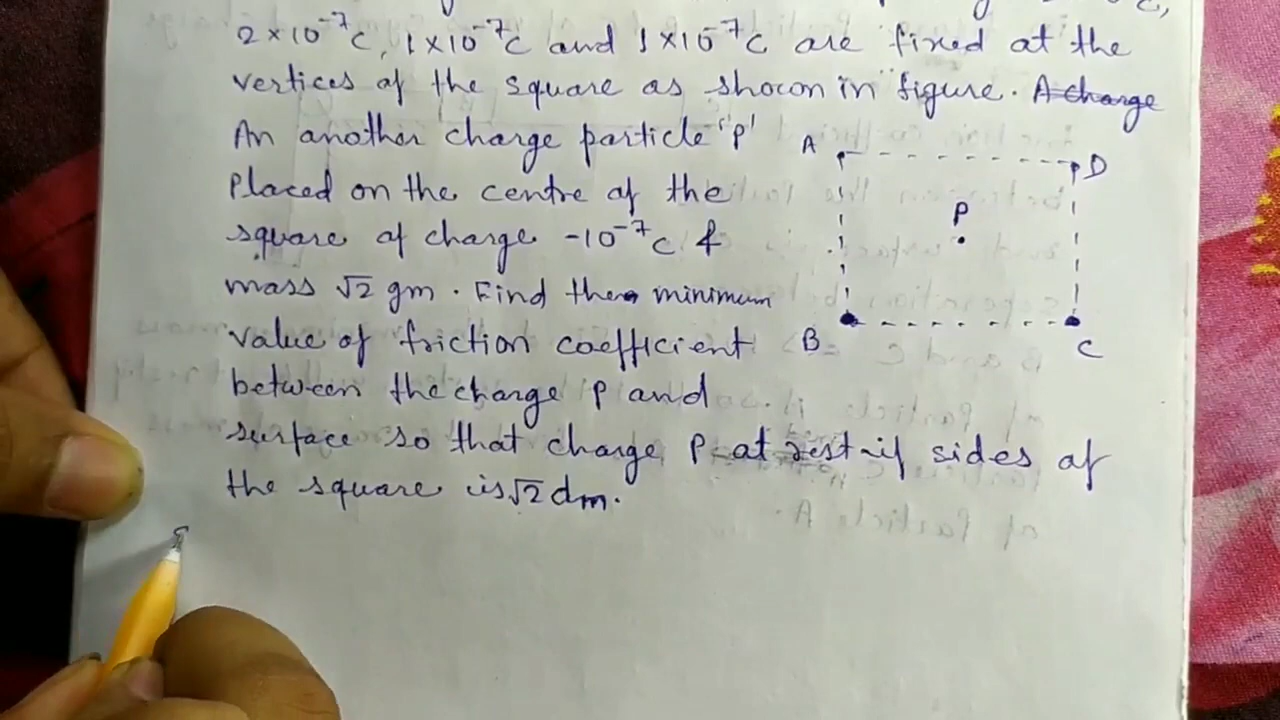 2×10⁻⁷c, 1×10⁻⁷c and 1×10⁻⁷c are fixed at the
vertices of the square as shown in figure. A charge
An another charge particle 'p'
Placed on the centre of the
square of charge -10⁻⁷c &
mass √2 gm. Find the minimum
value of friction coefficient
between the charge p and
surface so that charge p at rest if sides of
the square is √2 dm.
A
D
P
B
C